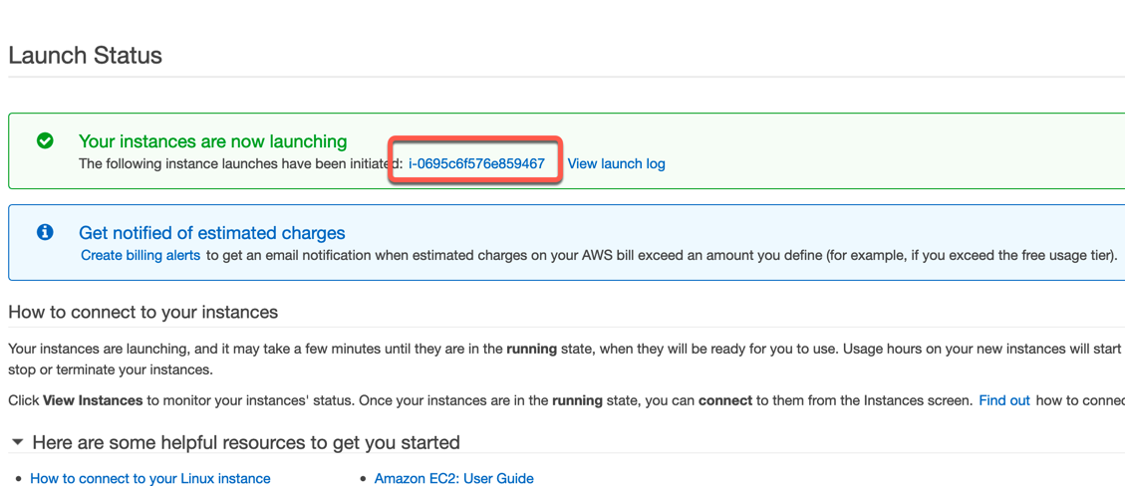 Launch Status
Your instances are now launching
The following instance launches have been initiated: i-0695c6f576e859467 View launch log
Get notified of estimated charges
Create billing alerts to get an email notification when estimated charges on your AWS bill exceed an amount you define (for example, if you exceed the free usage tier).
How to connect to your instances
Your instances are launching, and it may take a few minutes until they are in the running state, when they will be ready for you to use. Usage hours on your new instances will start
stop or terminate your instances.
Click View Instances to monitor your instances' status. Once your instances are in the running state, you can connect to them from the Instances screen. Find out how to connec
Here are some helpful resources to get you started
• How to connect to your Linux instance • Amazon EC2: User Guide